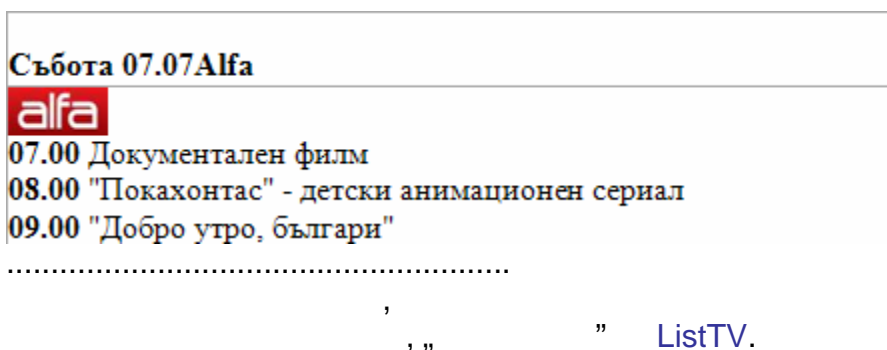 Събота 07.07Alfa
alfa
07.00 Документален филм
08.00 "Покахонтас" - детски анимационен сериал
09.00 "Добро утро, българи"
.........................................................
,
, „ ” ListTV.